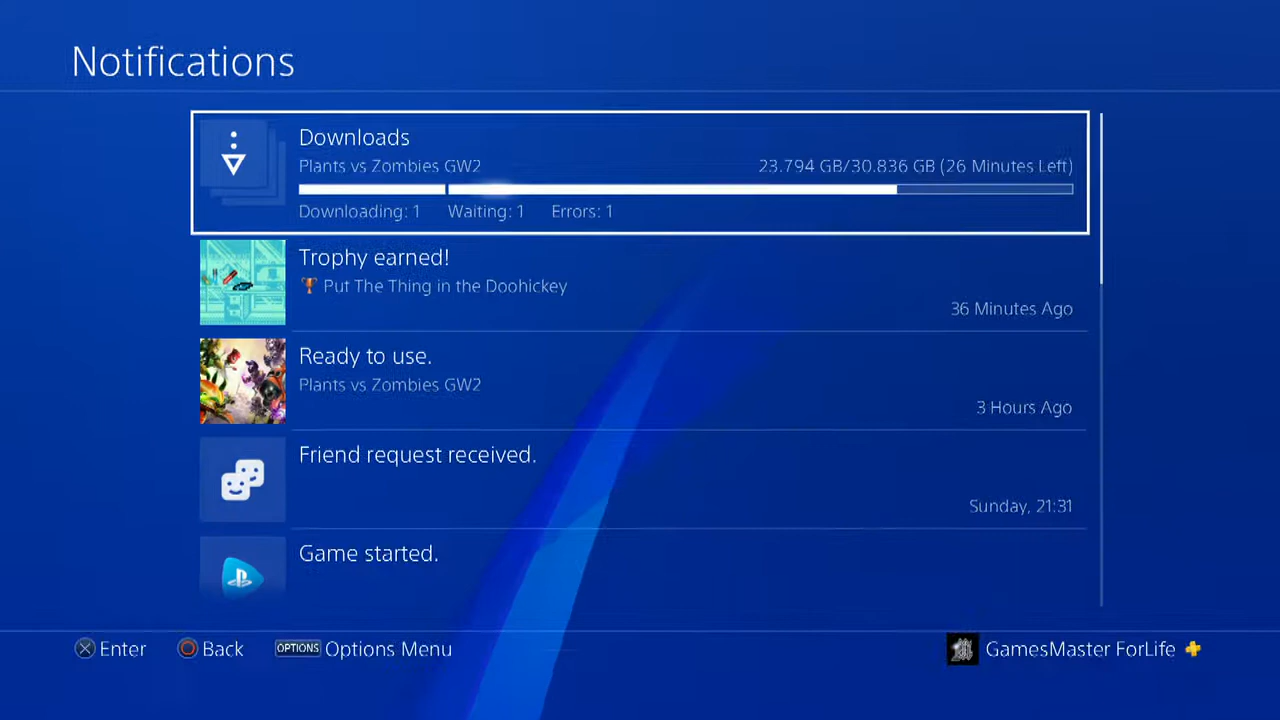 Notifications
Downloads
Plants vs Zombies GW2
23.794 GB/30.836 GB (26 Minutes Left)
Downloading: 1 Waiting: 1 Errors: 1
Trophy earned!
Put The Thing in the Doohickey
36 Minutes Ago
Ready to use.
Plants vs Zombies GW2
3 Hours Ago
Friend request received.
Sunday, 21:31
Game started.
Enter Back OPTIONS Options Menu GamesMaster ForLife